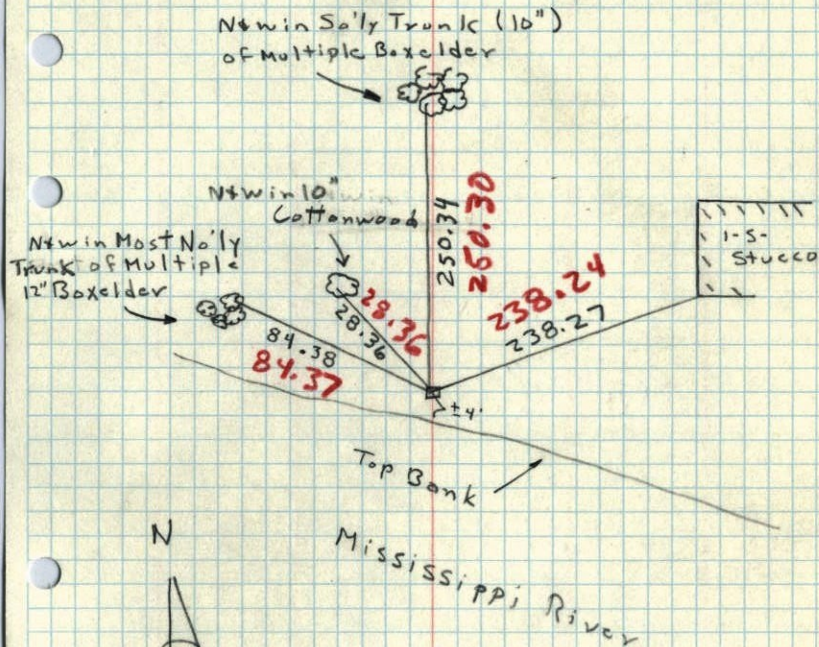 N&W in So'ly Trunk (10")
of Multiple Boxelder
N&W in 10"
Cottonwood
N&W in Most No'ly
Trunk of Multiple
12" Boxelder
250.34
250.30
1-S-
Stucco
28.36
28.36
238.24
238.27
84.38
84.37
±4'
Top Bank
Mississippi River
N